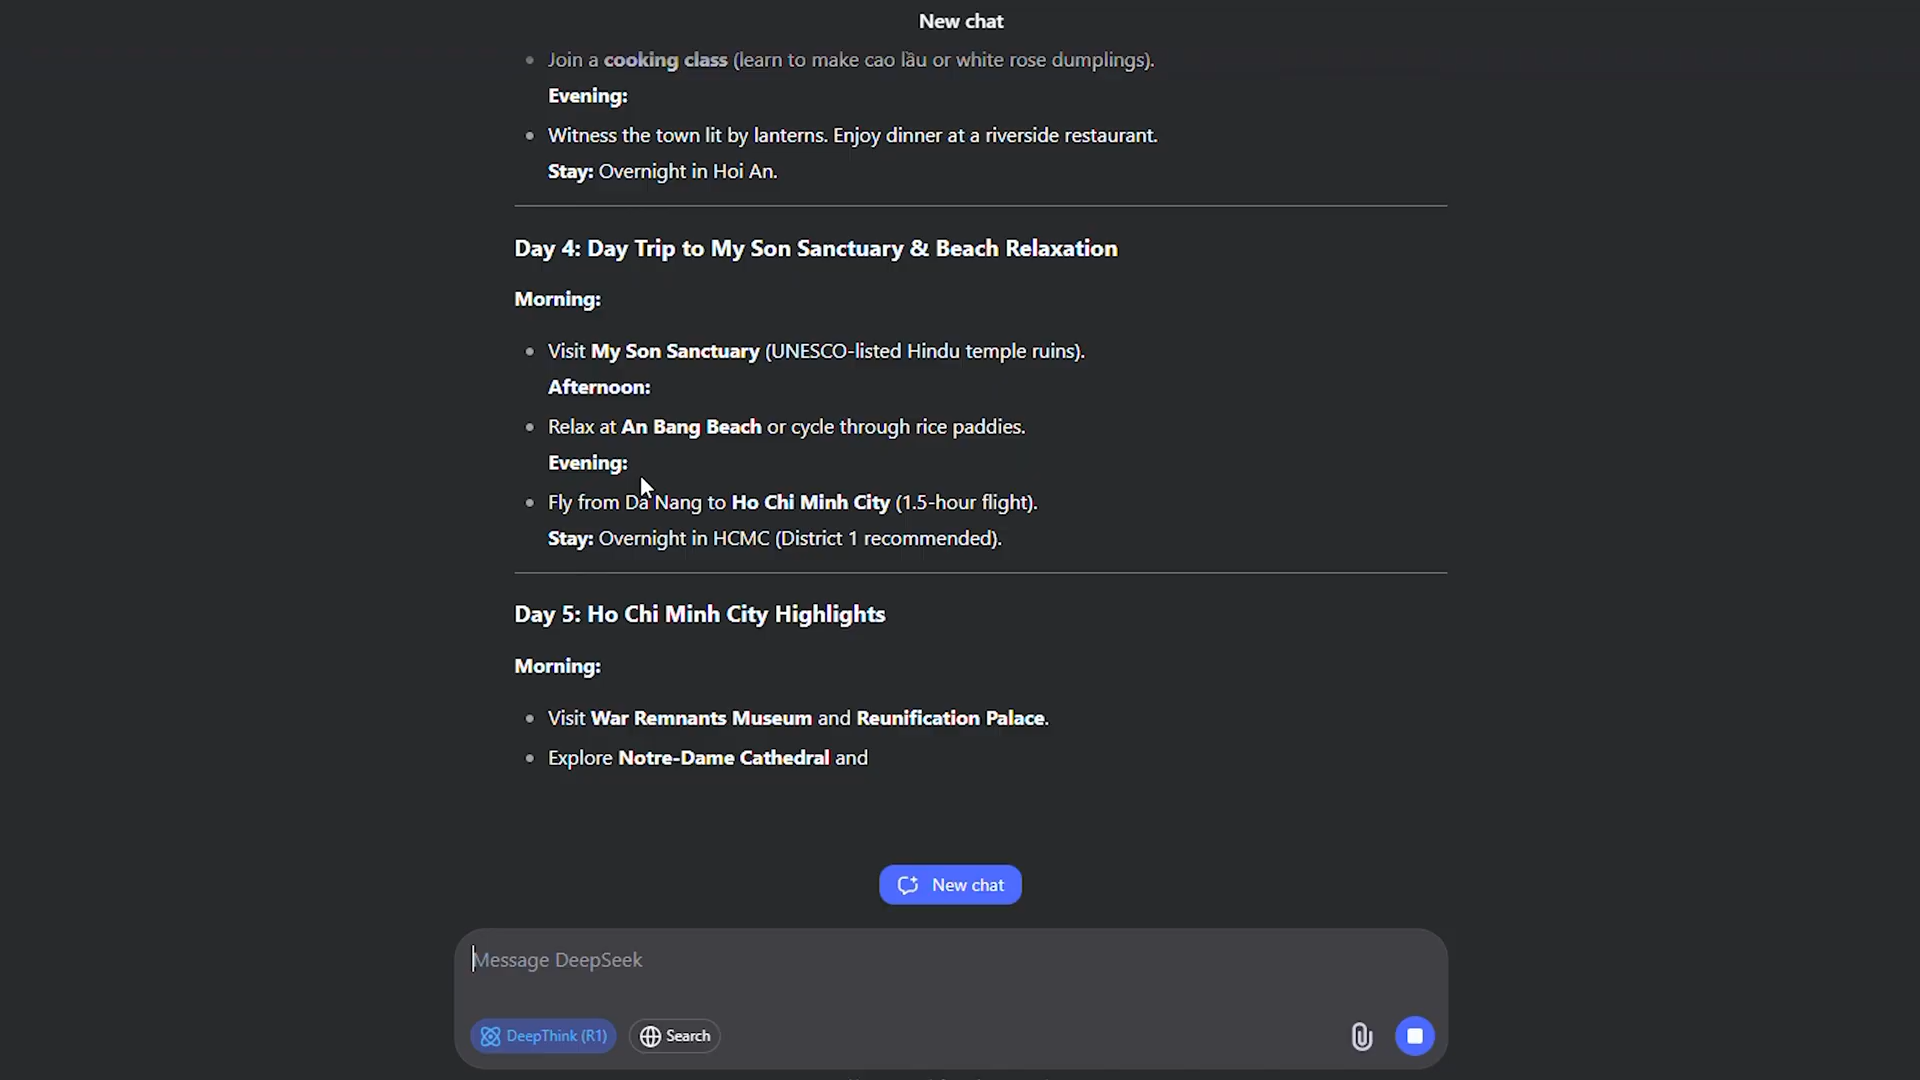 New chat
Join a cooking class (learn to make cao lầu or white rose dumplings).
Evening:
Witness the town lit by lanterns. Enjoy dinner at a riverside restaurant.
Stay: Overnight in Hoi An.
Day 4: Day Trip to My Son Sanctuary & Beach Relaxation
Morning:
Visit My Son Sanctuary (UNESCO-listed Hindu temple ruins).
Afternoon:
Relax at An Bang Beach or cycle through rice paddies.
Evening:
Fly from Da Nang to Ho Chi Minh City (1.5-hour flight).
Stay: Overnight in HCMC (District 1 recommended).
Day 5: Ho Chi Minh City Highlights
Morning:
Visit War Remnants Museum and Reunification Palace.
Explore Notre-Dame Cathedral and
New chat
Message DeepSeek
DeepThink (R1)
Search